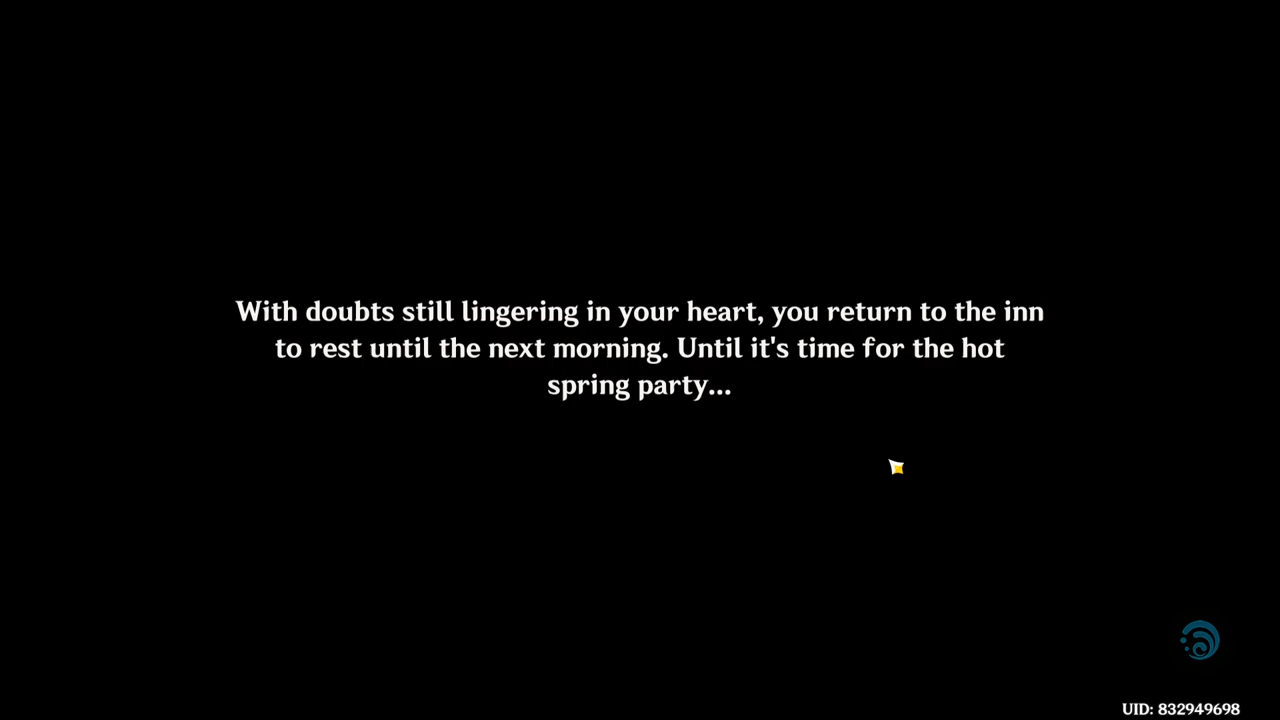 With doubts still lingering in your heart, you return to the inn
to rest until the next morning. Until it's time for the hot
spring party...
UID: 832949698